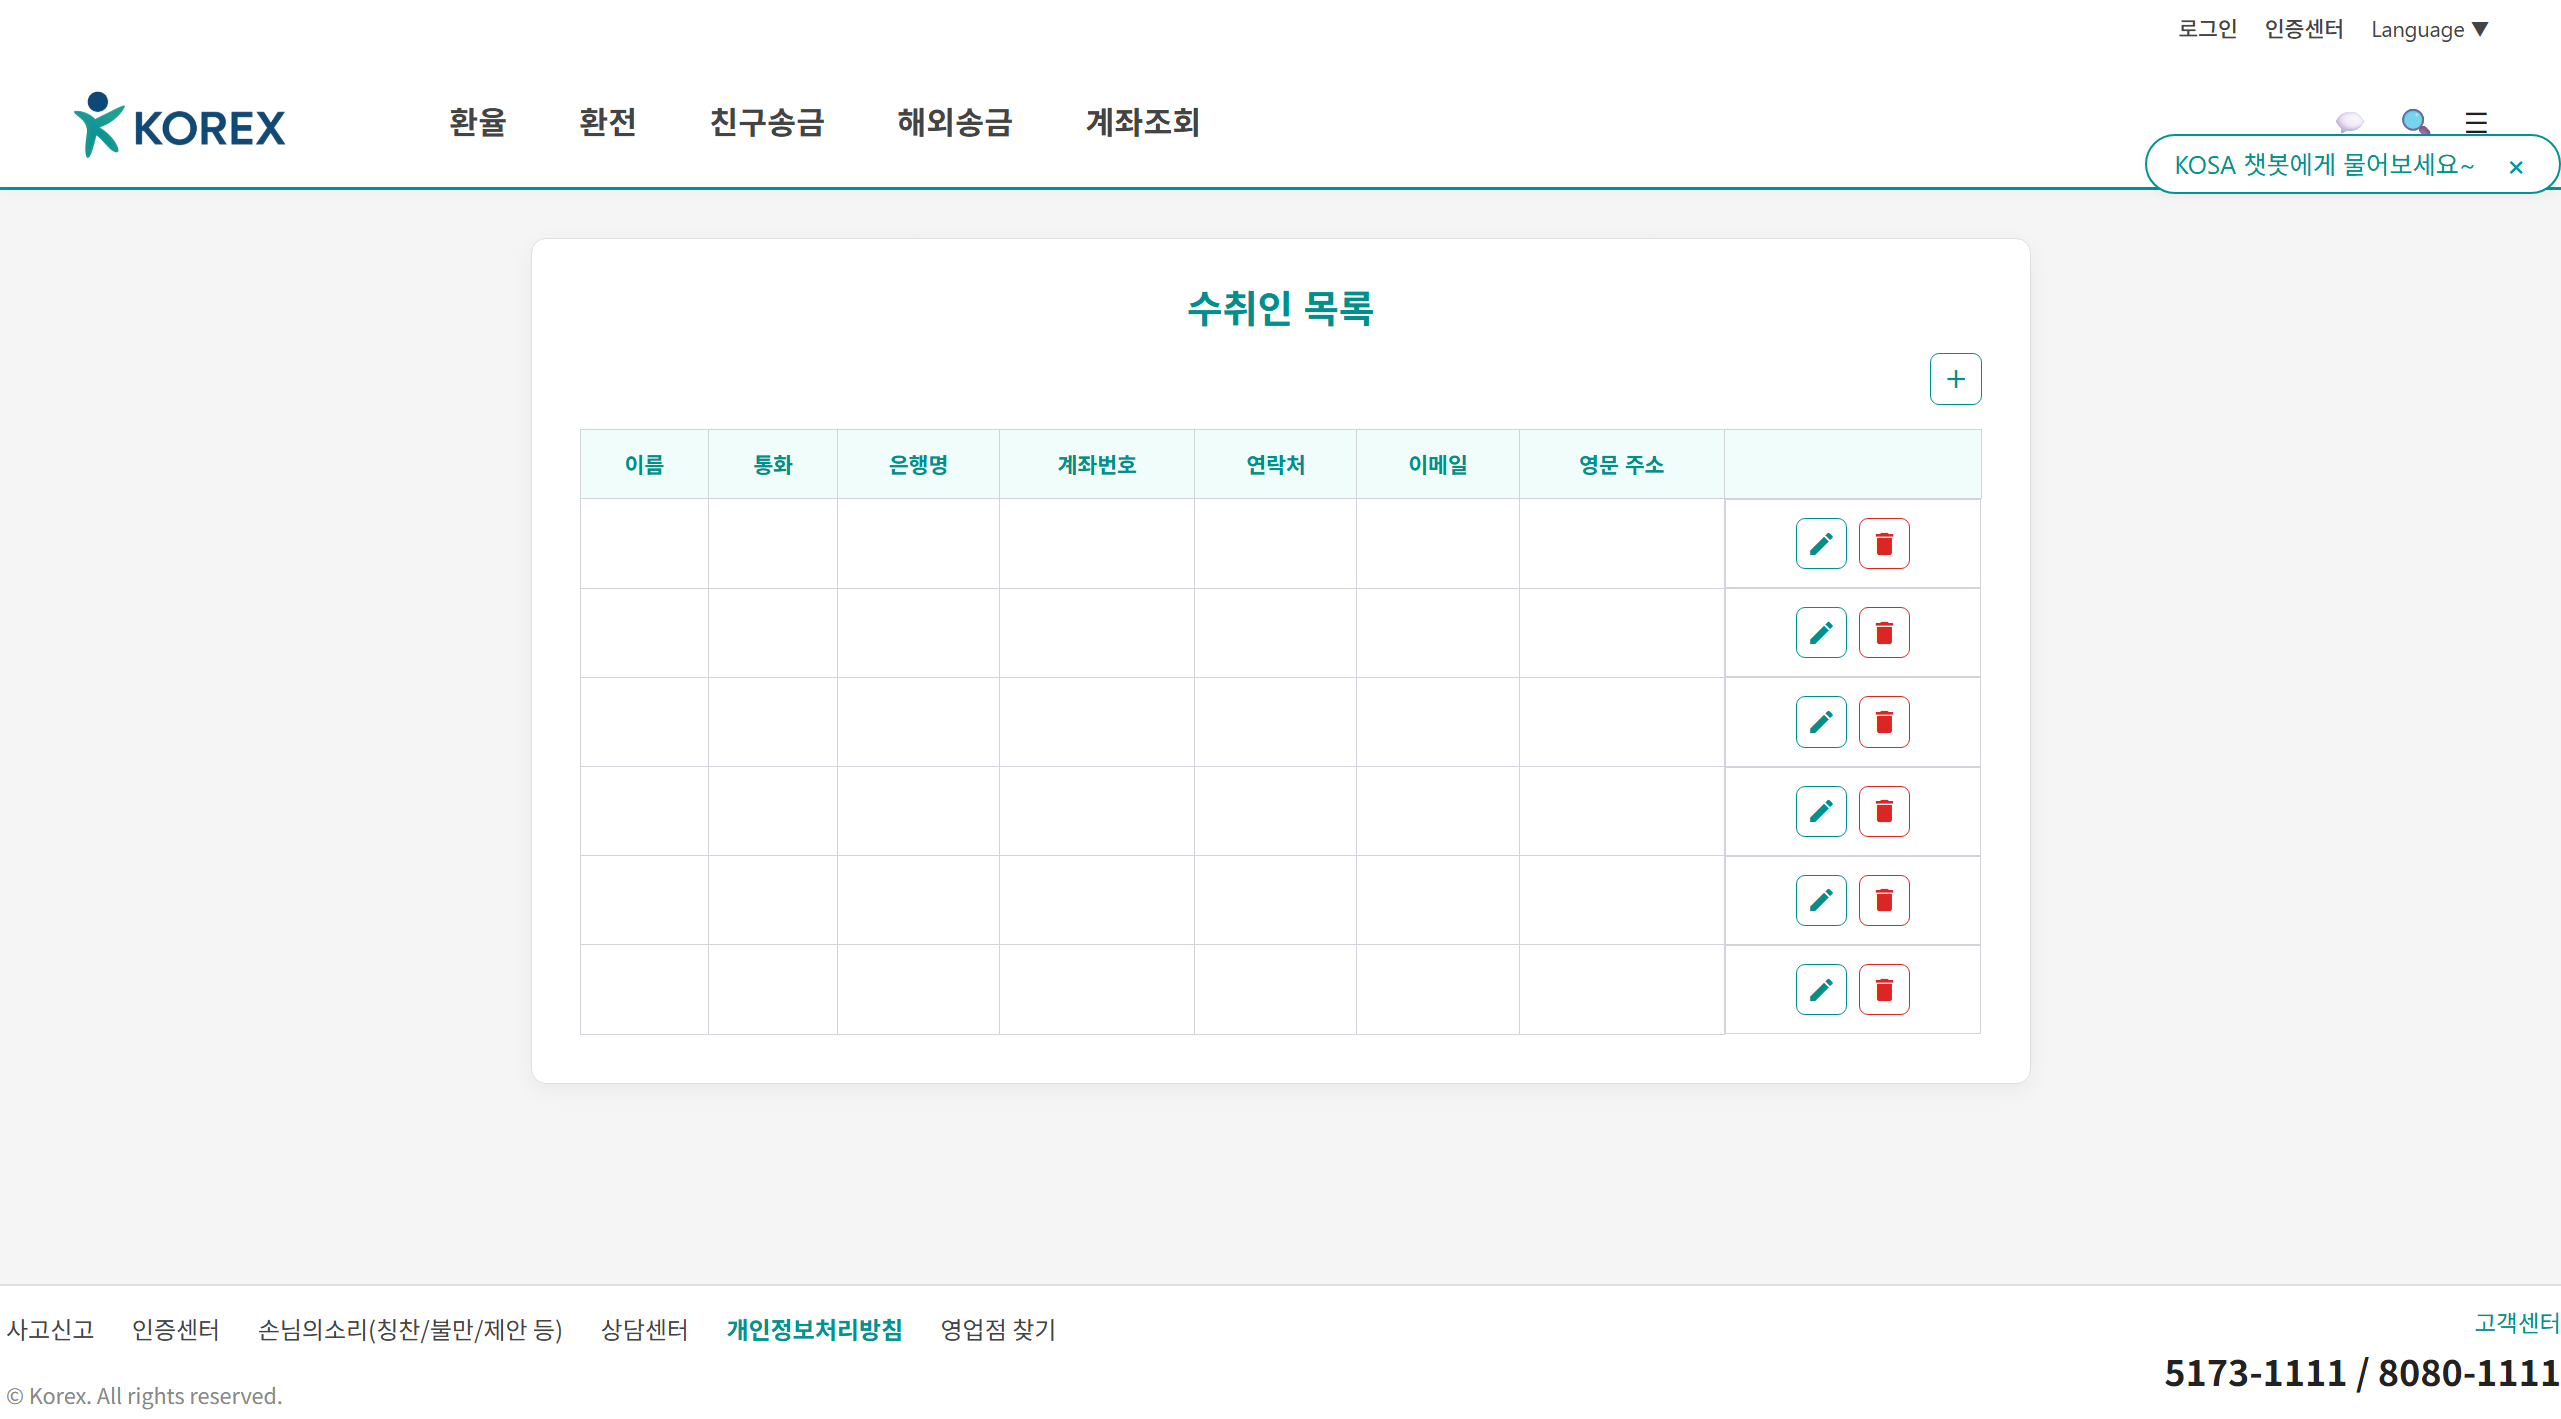 로그인 인증센터 Language ▼
KOREX 환율 환전 친구송금 해외송금 계좌조회
KOSA 챗봇에게 물어보세요~ ×
수취인 목록
+
이름 통화 은행명 계좌번호 연락처 이메일 영문 주소
사고신고 인증센터 손님의소리(칭찬/불만/제안 등) 상담센터 개인정보처리방침 영업점 찾기
고객센터
5173-1111 / 8080-1111
© Korex. All rights reserved.